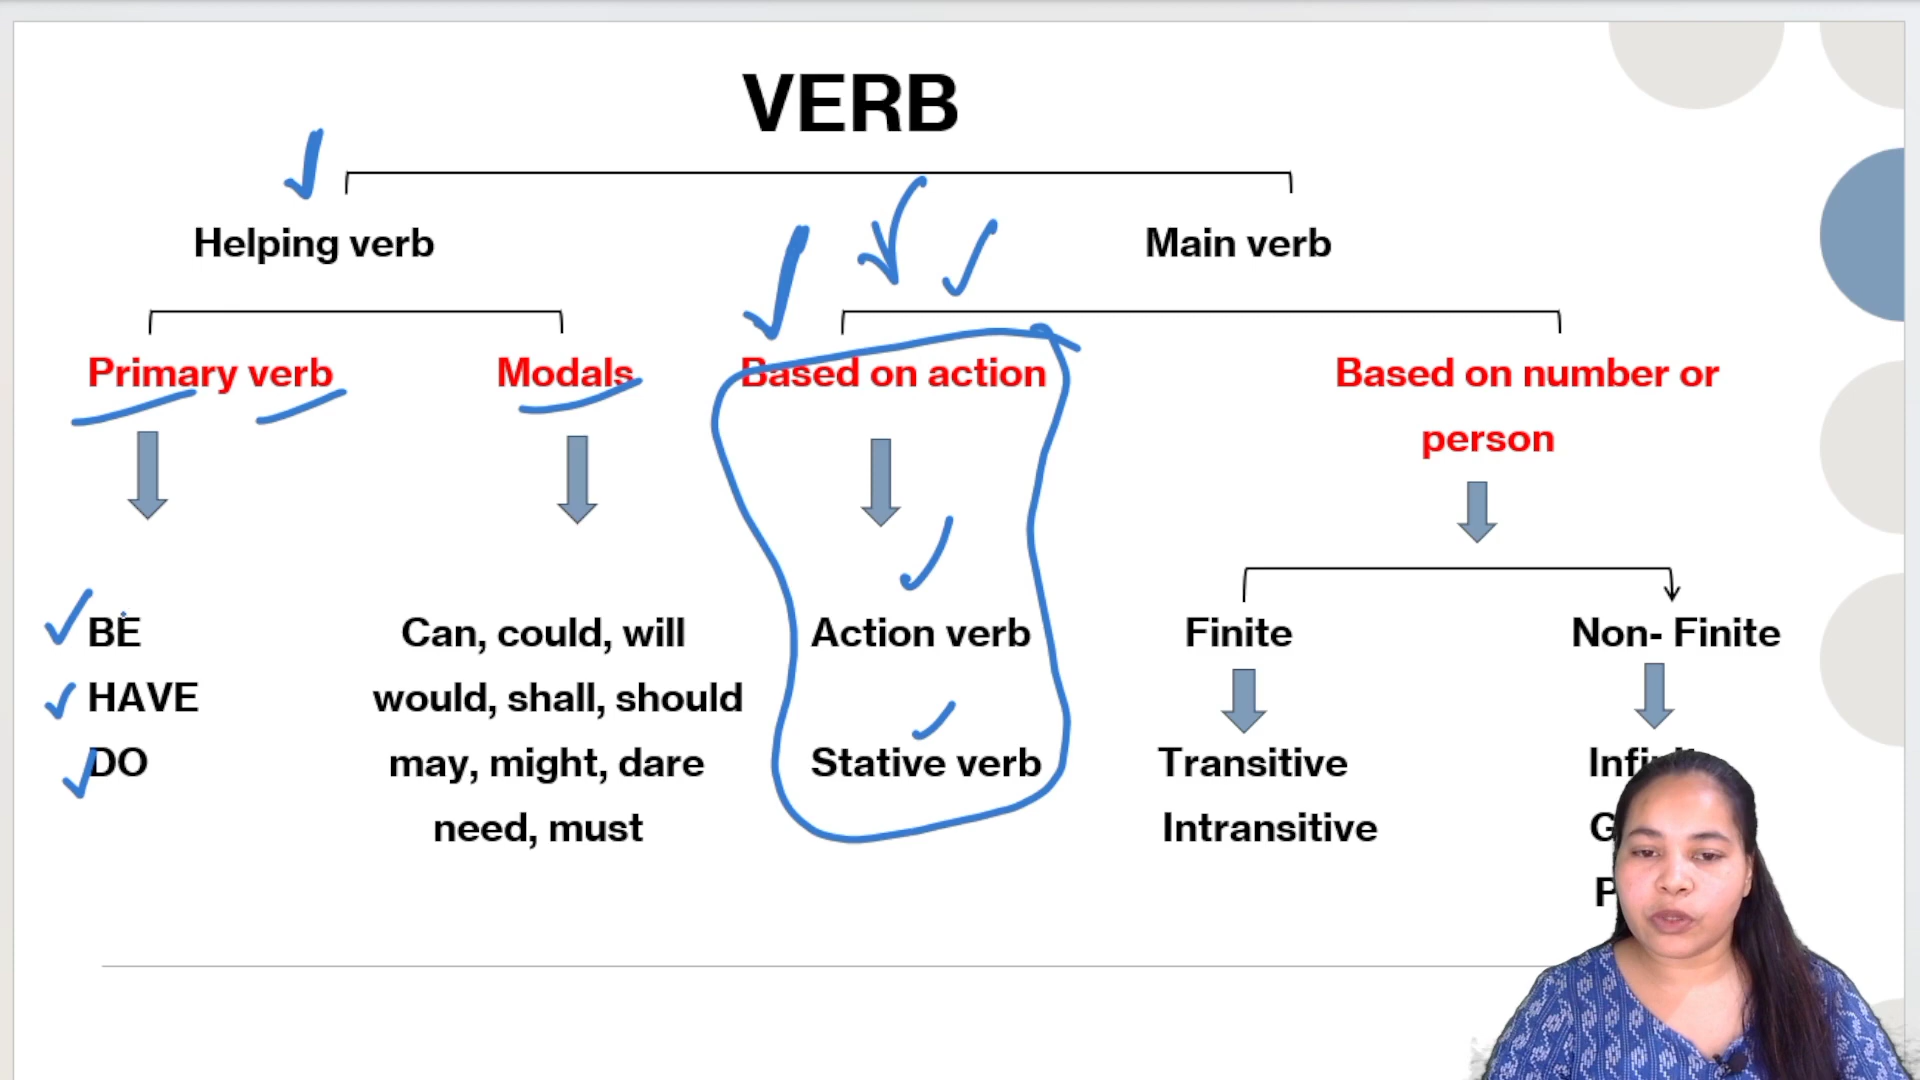 VERB
Helping verb
Main verb
Primary verb
Modals
Based on action
Based on number or
person
BE
HAVE
DO
Can, could, will
would, shall, should
may, might, dare
need, must
Action verb
Stative verb
Finite
Non- Finite
Transitive
Intransitive